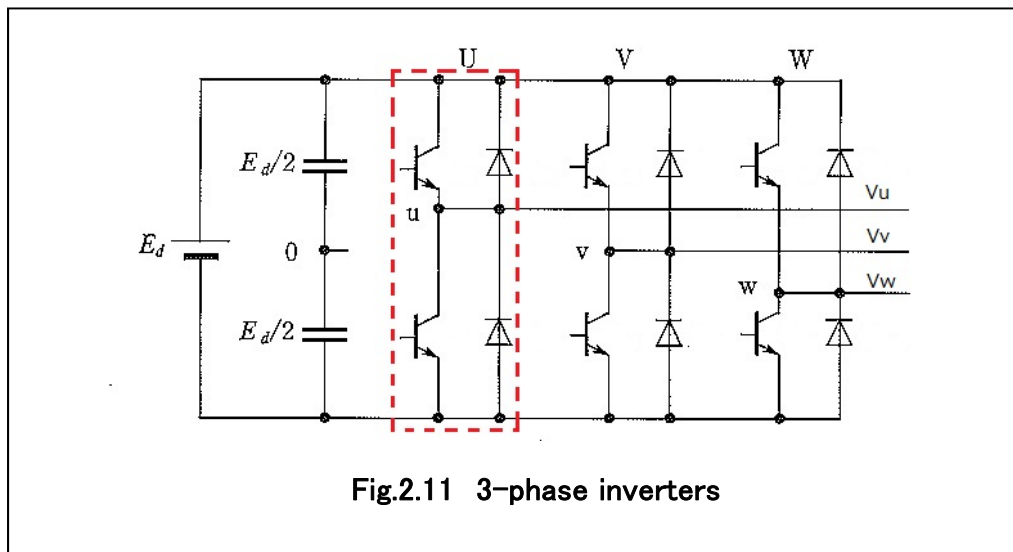 U V W
E_d/2
Vu
u
Vv
E_d 0 v
Vw
w
E_d/2
Fig.2.11 3-phase inverters